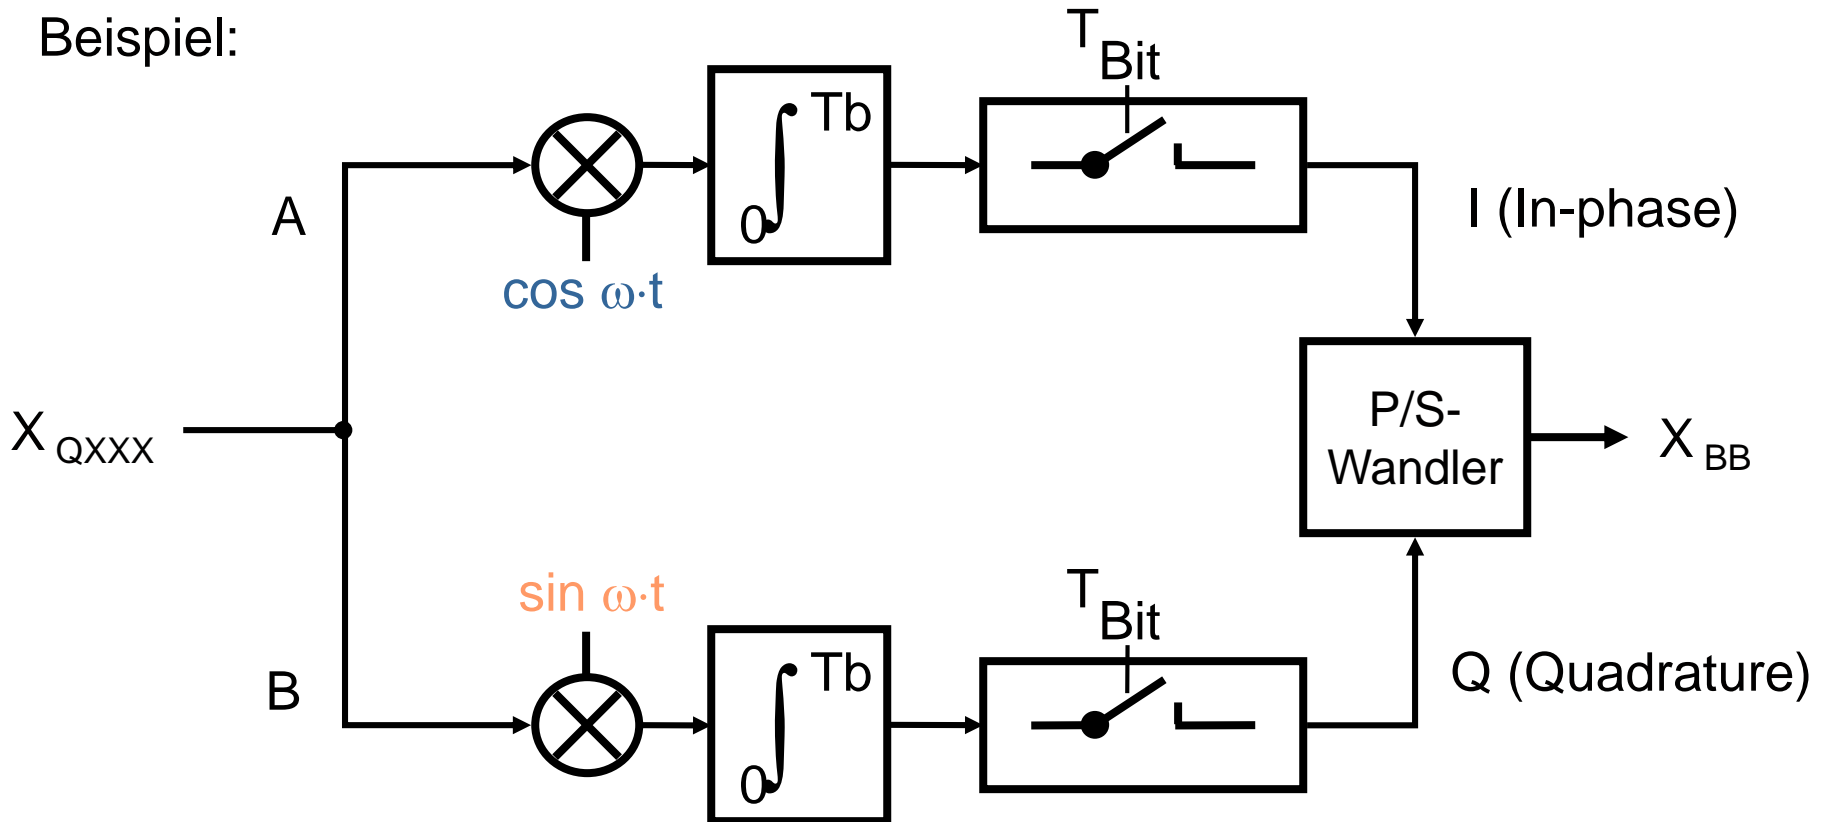 Beispiel:
T Bit
∫ Tb 0
A
cos ω·t
I (In-phase)
X QXXX
P/S-
Wandler
X BB
sin ω·t
T Bit
∫ Tb 0
B
Q (Quadrature)